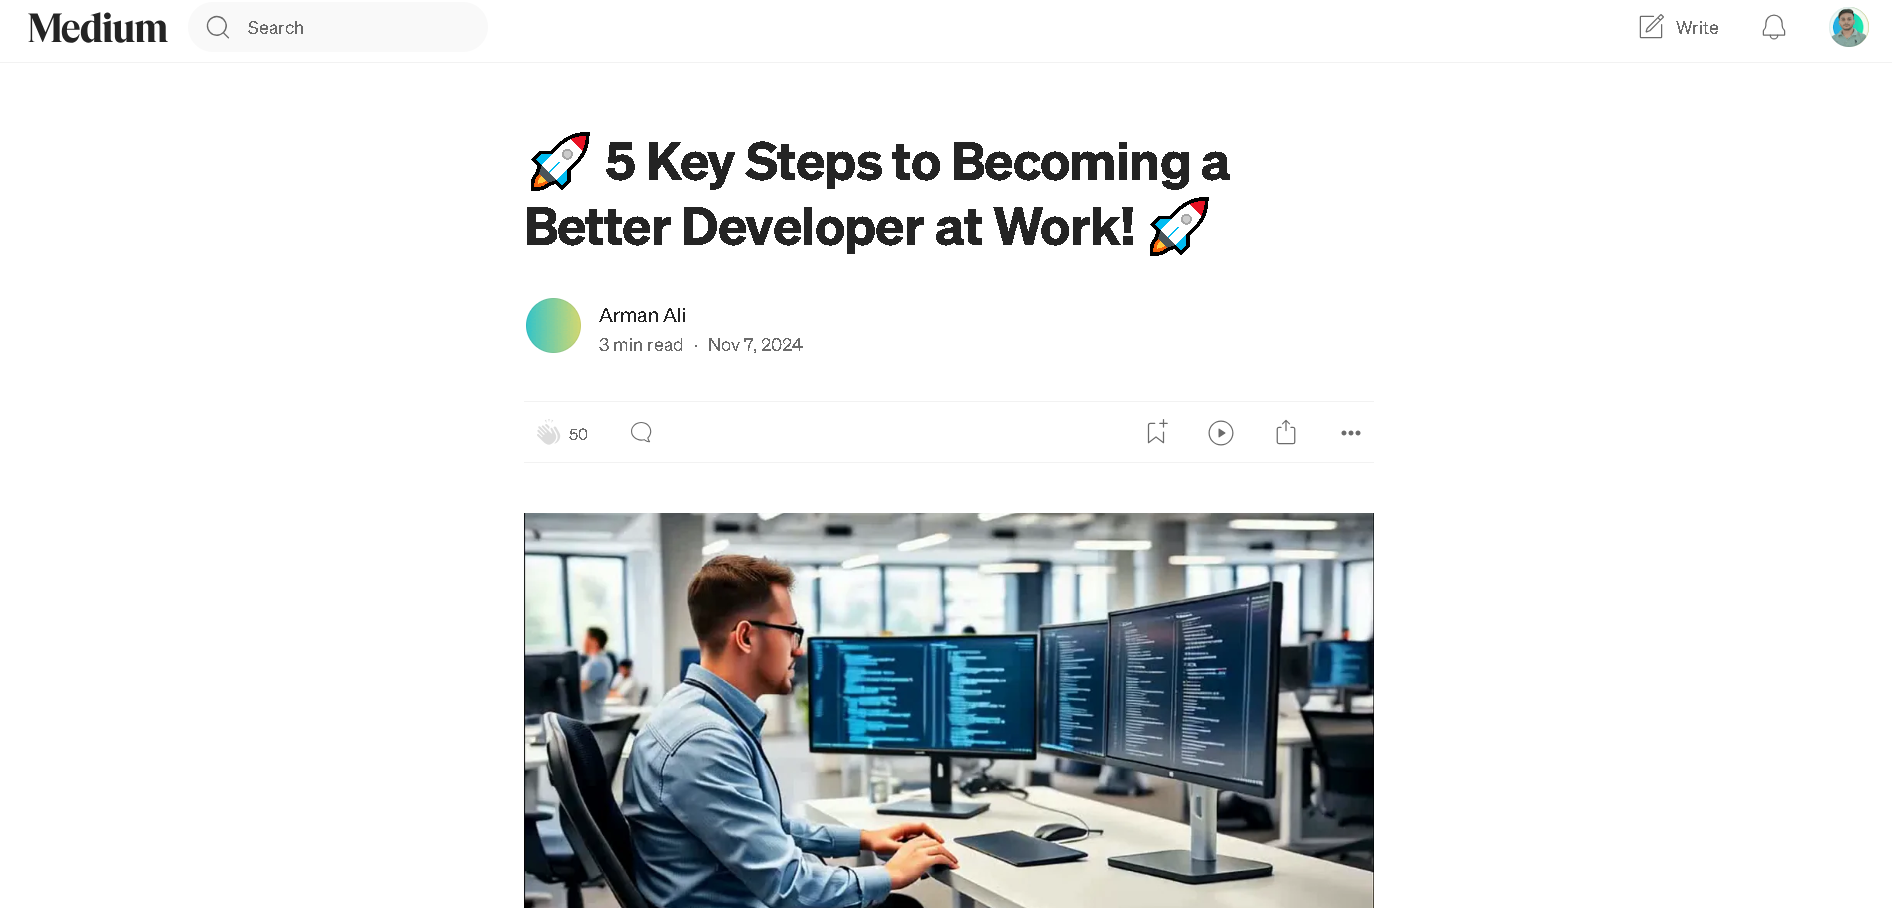 Medium
Search
Write
🚀 5 Key Steps to Becoming a
Better Developer at Work! 🚀
Arman Ali
3 min read · Nov 7, 2024
50